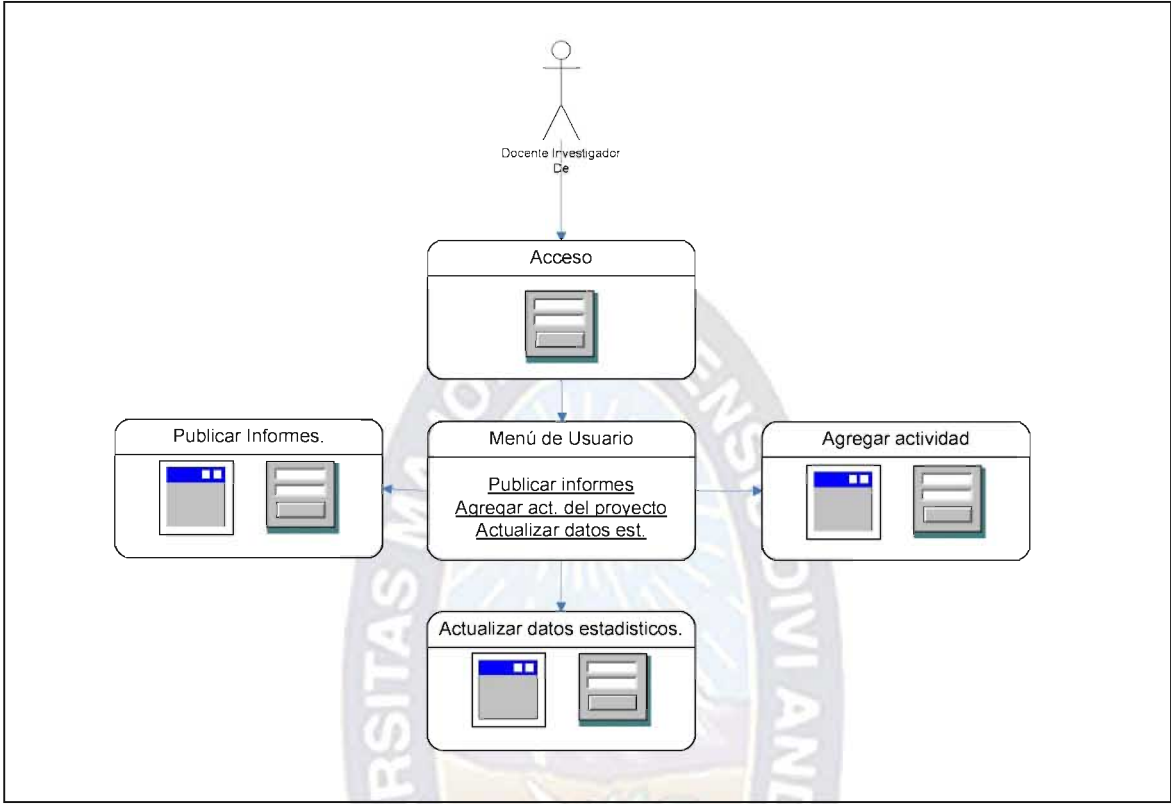 Docente Investigador
De
Acceso
Publicar Informes.
Menú de Usuario
Publicar informes
Agregar act. del proyecto
Actualizar datos est.
Agregar actividad
Actualizar datos estadisticos.